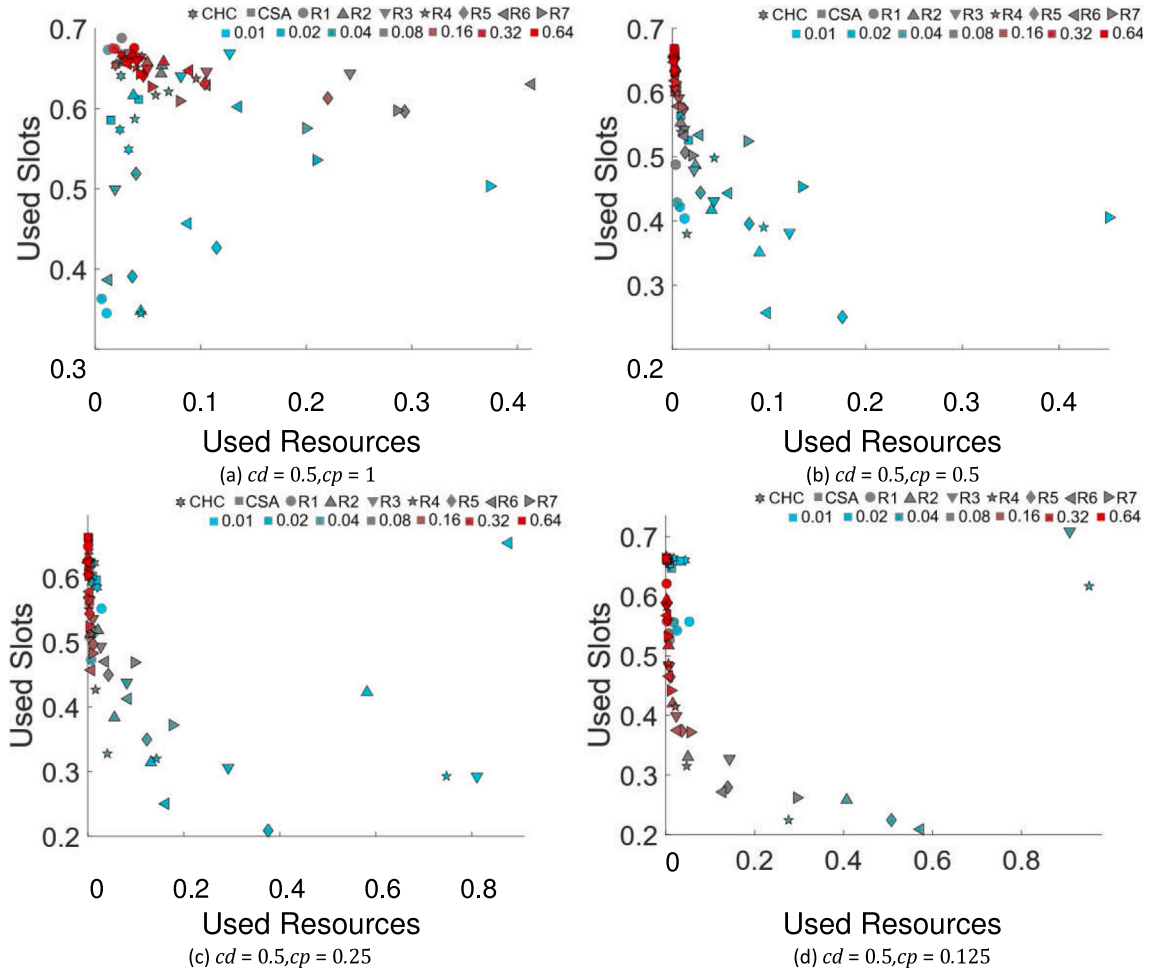 CHC CSA R1 R2 R3 R4 R5 R6 R7
0.01 0.02 0.04 0.08 0.16 0.32 0.64
0.7
0.6
0.5
0.4
0.3
Used Slots
0 0.1 0.2 0.3 0.4
Used Resources
(a) cd = 0.5,cp = 1
CHC CSA R1 R2 R3 R4 R5 R6 R7
0.01 0.02 0.04 0.08 0.16 0.32 0.64
0.7
0.6
0.5
0.4
0.3
0.2
Used Slots
0 0.1 0.2 0.3 0.4
Used Resources
(b) cd = 0.5,cp = 0.5
CHC CSA R1 R2 R3 R4 R5 R6 R7
0.01 0.02 0.04 0.08 0.16 0.32 0.64
0.6
0.5
0.4
0.3
0.2
Used Slots
0 0.2 0.4 0.6 0.8
Used Resources
(c) cd = 0.5,cp = 0.25
CHC CSA R1 R2 R3 R4 R5 R6 R7
0.01 0.02 0.04 0.08 0.16 0.32 0.64
0.7
0.6
0.5
0.4
0.3
0.2
Used Slots
0 0.2 0.4 0.6 0.8
Used Resources
(d) cd = 0.5,cp = 0.125